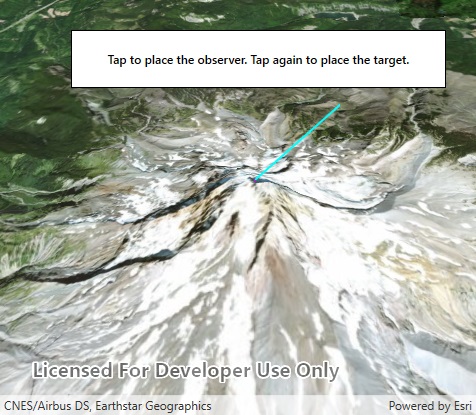 Tap to place the observer. Tap again to place the target.
Licensed For Developer Use Only
CNES/Airbus DS, Earthstar Geographics
Powered by Esri